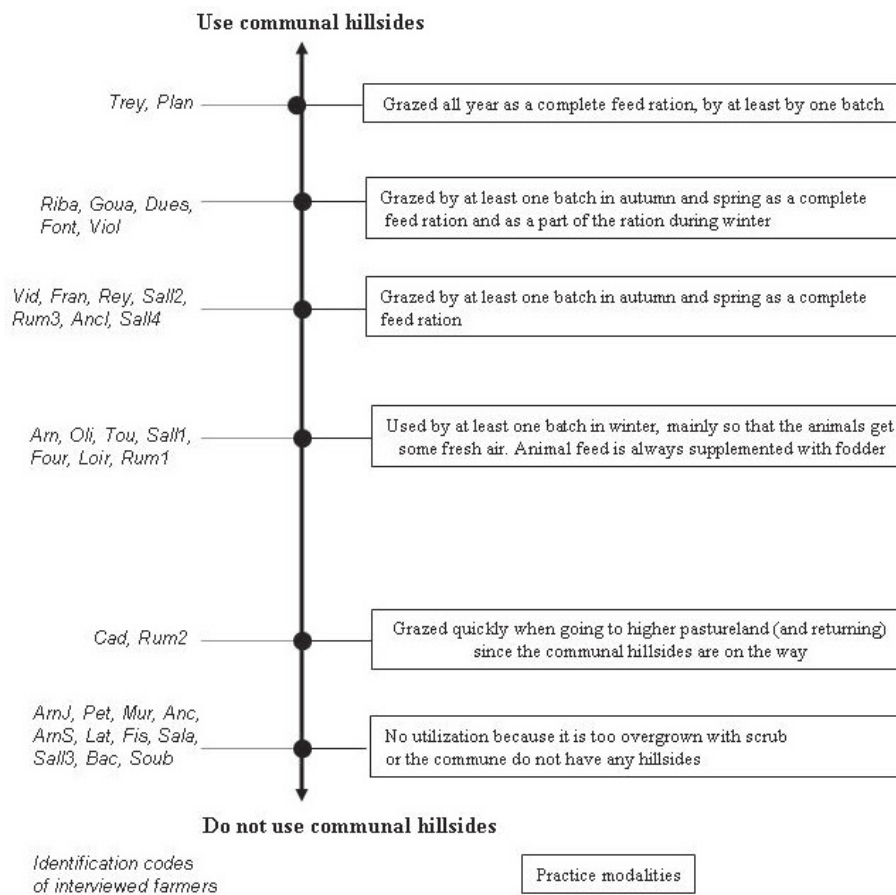 Use communal hillsides
Trey, Plan
Grazed all year as a complete feed ration, by at least by one batch
Riba, Goua, Dues,
Font, Viol
Grazed by at least one batch in autumn and spring as a complete
feed ration and as a part of the ration during winter
Vid, Fran, Rey, Sall2,
Rum3, Ancl, Sall4
Grazed by at least one batch in autumn and spring as a complete
feed ration
Arn, Oli, Tou, Sall1,
Four, Loir, Rum1
Used by at least one batch in winter, mainly so that the animals get
some fresh air. Animal feed is always supplemented with fodder
Cad, Rum2
Grazed quickly when going to higher pastureland (and returning)
since the communal hillsides are on the way
ArnJ, Pet, Mur, Anc,
ArnS, Lat, Fis, Sala,
Sall3, Bac, Soub
No utilization because it is too overgrown with scrub
or the commune do not have any hillsides
Do not use communal hillsides
Identification codes
of interviewed farmers
Practice modalities